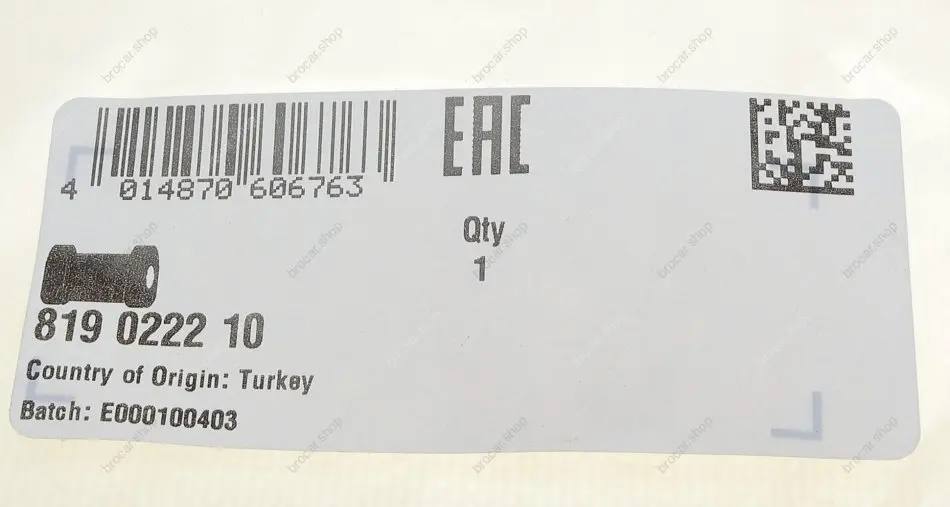 4 014870 606763
EAC
Qty
1
819 0222 10
Country of Origin: Turkey
Batch: E000100403
brocar.shop